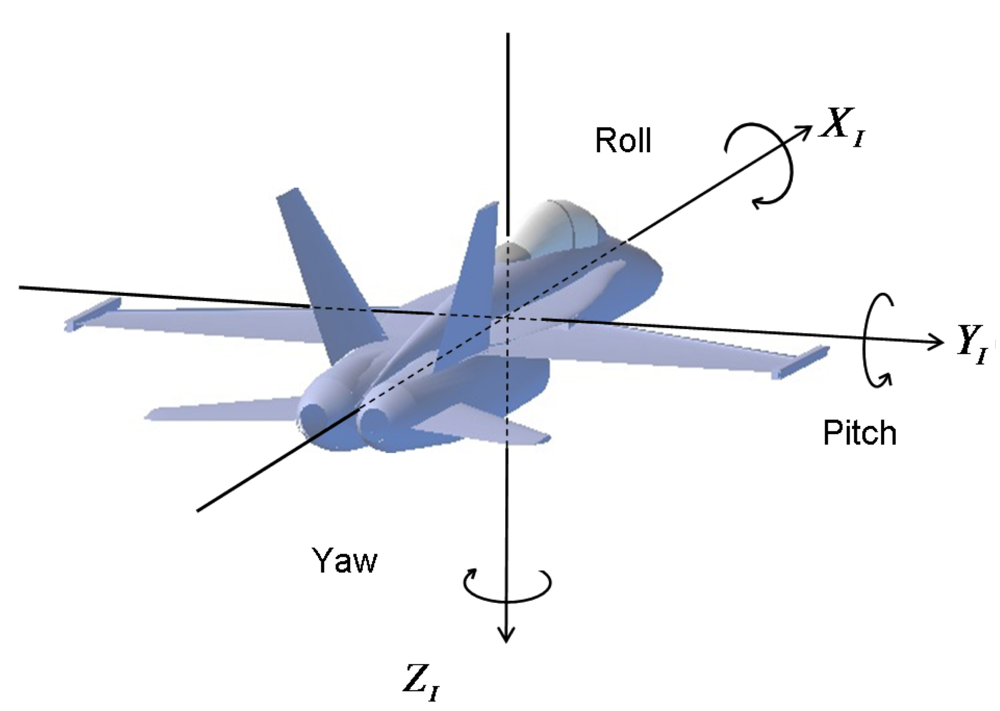 Roll
X_I
Y_I
Pitch
Yaw
Z_I